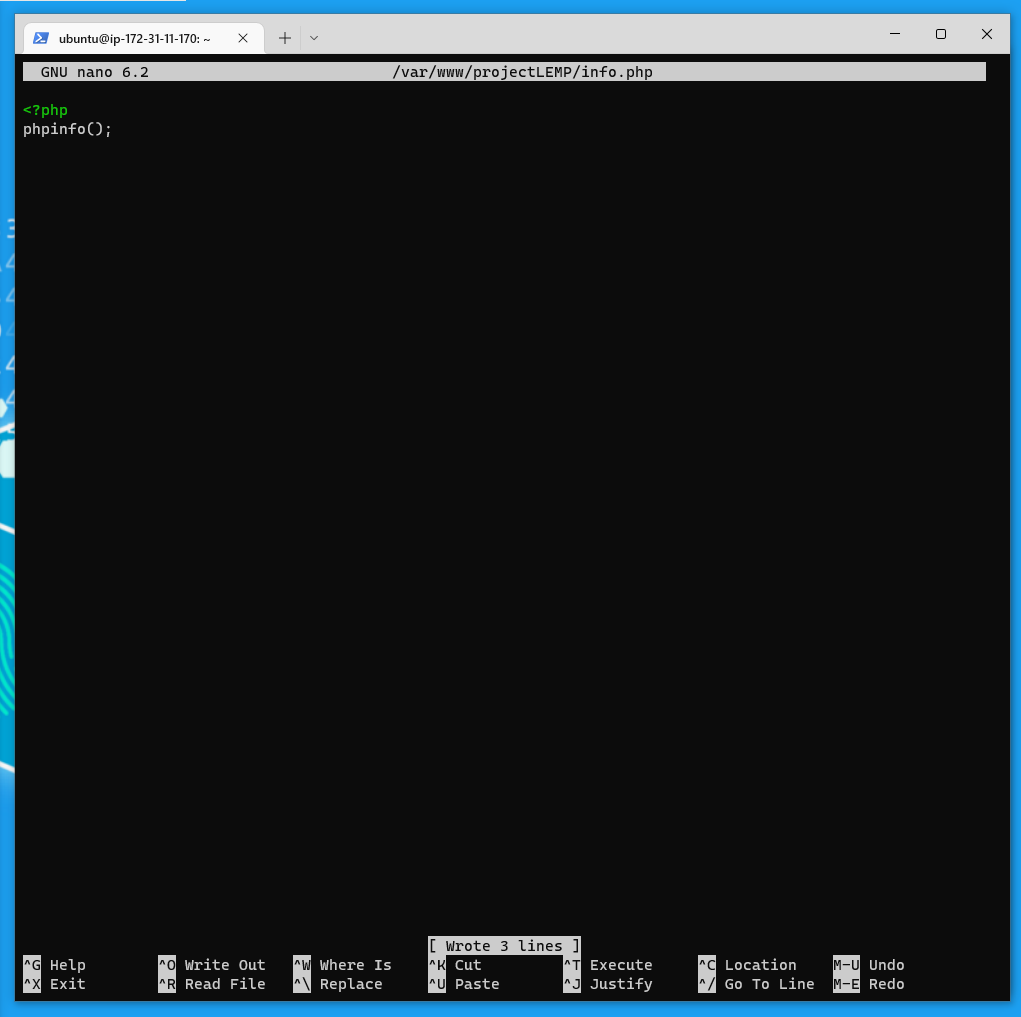 ubuntu@ip-172-31-11-170: ~
GNU nano 6.2 /var/www/projectLEMP/info.php
<?php
phpinfo();
[ Wrote 3 lines ]
^G Help ^O Write Out ^W Where Is ^K Cut ^T Execute ^C Location M-U Undo
^X Exit ^R Read File ^\ Replace ^U Paste ^J Justify ^/ Go To Line M-E Redo